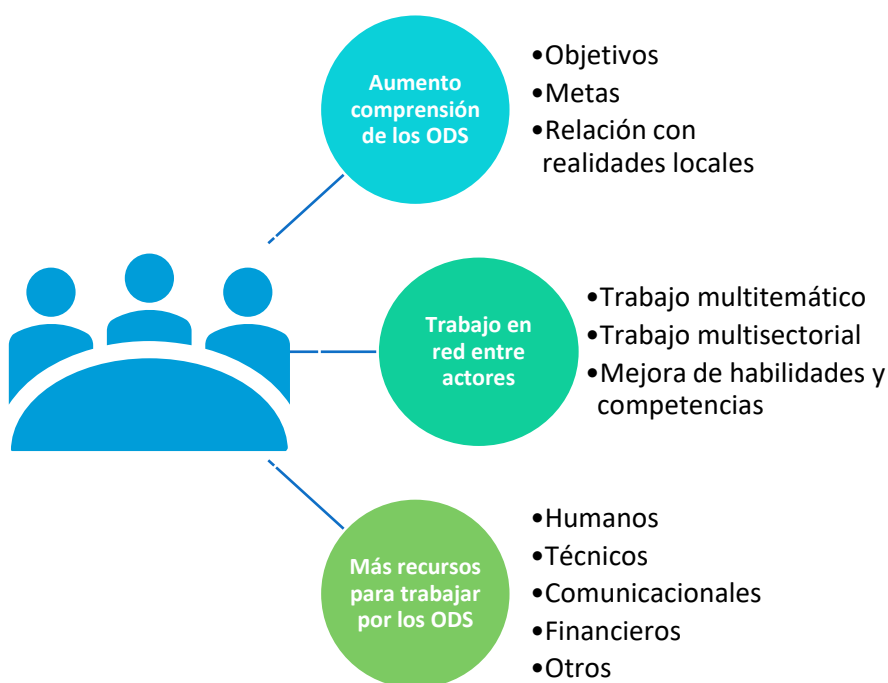 Aumento
comprensión
de los ODS
•Objetivos
•Metas
•Relación con
realidades locales
Trabajo en
red entre
actores
•Trabajo multitemático
•Trabajo multisectorial
•Mejora de habilidades y
competencias
Más recursos
para trabajar
por los ODS
•Humanos
•Técnicos
•Comunicacionales
•Financieros
•Otros